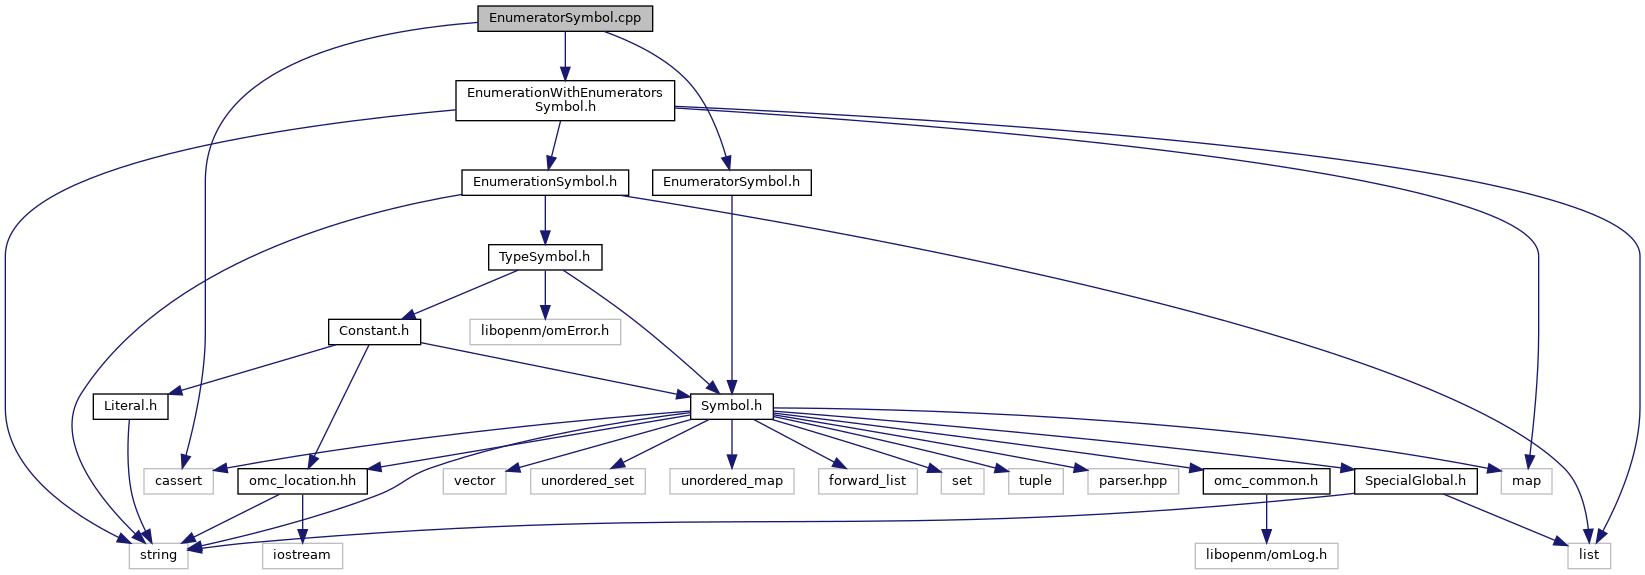 EnumeratorSymbol.cpp
EnumerationWithEnumerators
Symbol.h
EnumerationSymbol.h
EnumeratorSymbol.h
TypeSymbol.h
Constant.h
libopenm/omError.h
Literal.h
Symbol.h
cassert
omc_location.hh
vector
unordered_set
unordered_map
forward_list
set
tuple
parser.hpp
omc_common.h
SpecialGlobal.h
map
string
iostream
libopenm/omLog.h
list